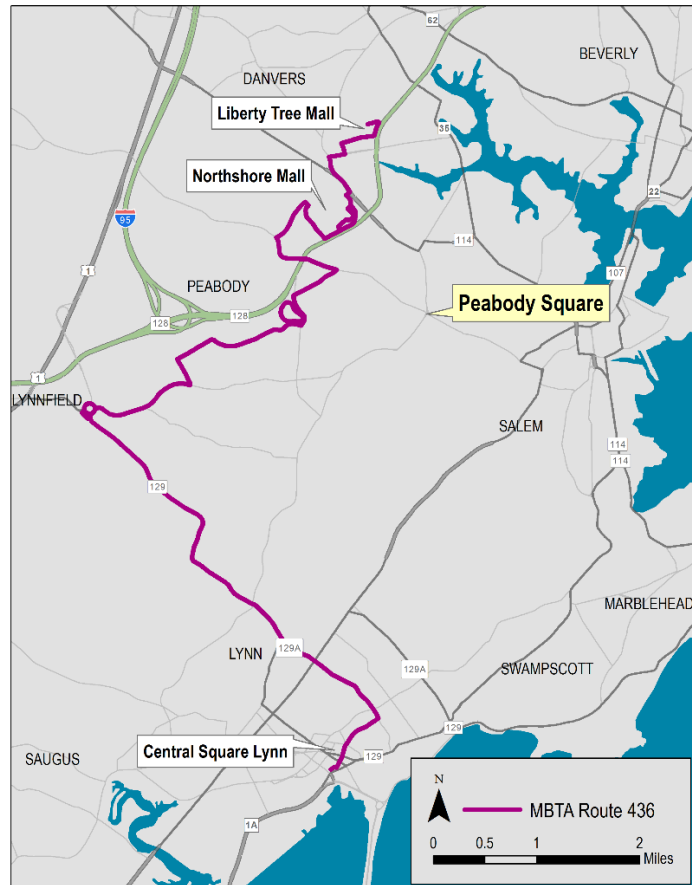 62
BEVERLY
DANVERS
Liberty Tree Mall
35
Northshore Mall
22
95
114
1
107
PEABODY
Peabody Square
128
128
1
LYNNFIELD
SALEM
114
114
129
MARBLEHEAD
LYNN
129A
129A
SWAMPSCOTT
129
Central Square Lynn
129
SAUGUS
N
MBTA Route 436
1A
0 0.5 1 2
Miles